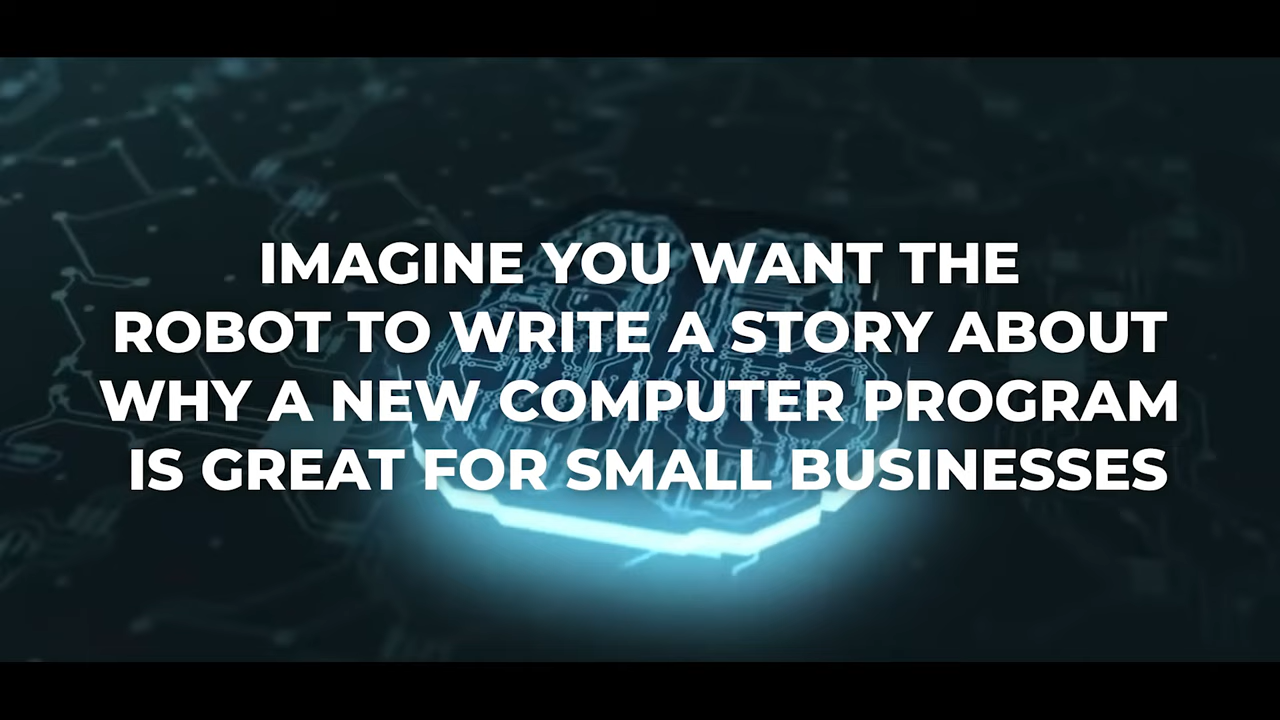 IMAGINE YOU WANT THE
ROBOT TO WRITE A STORY ABOUT
WHY A NEW COMPUTER PROGRAM
IS GREAT FOR SMALL BUSINESSES